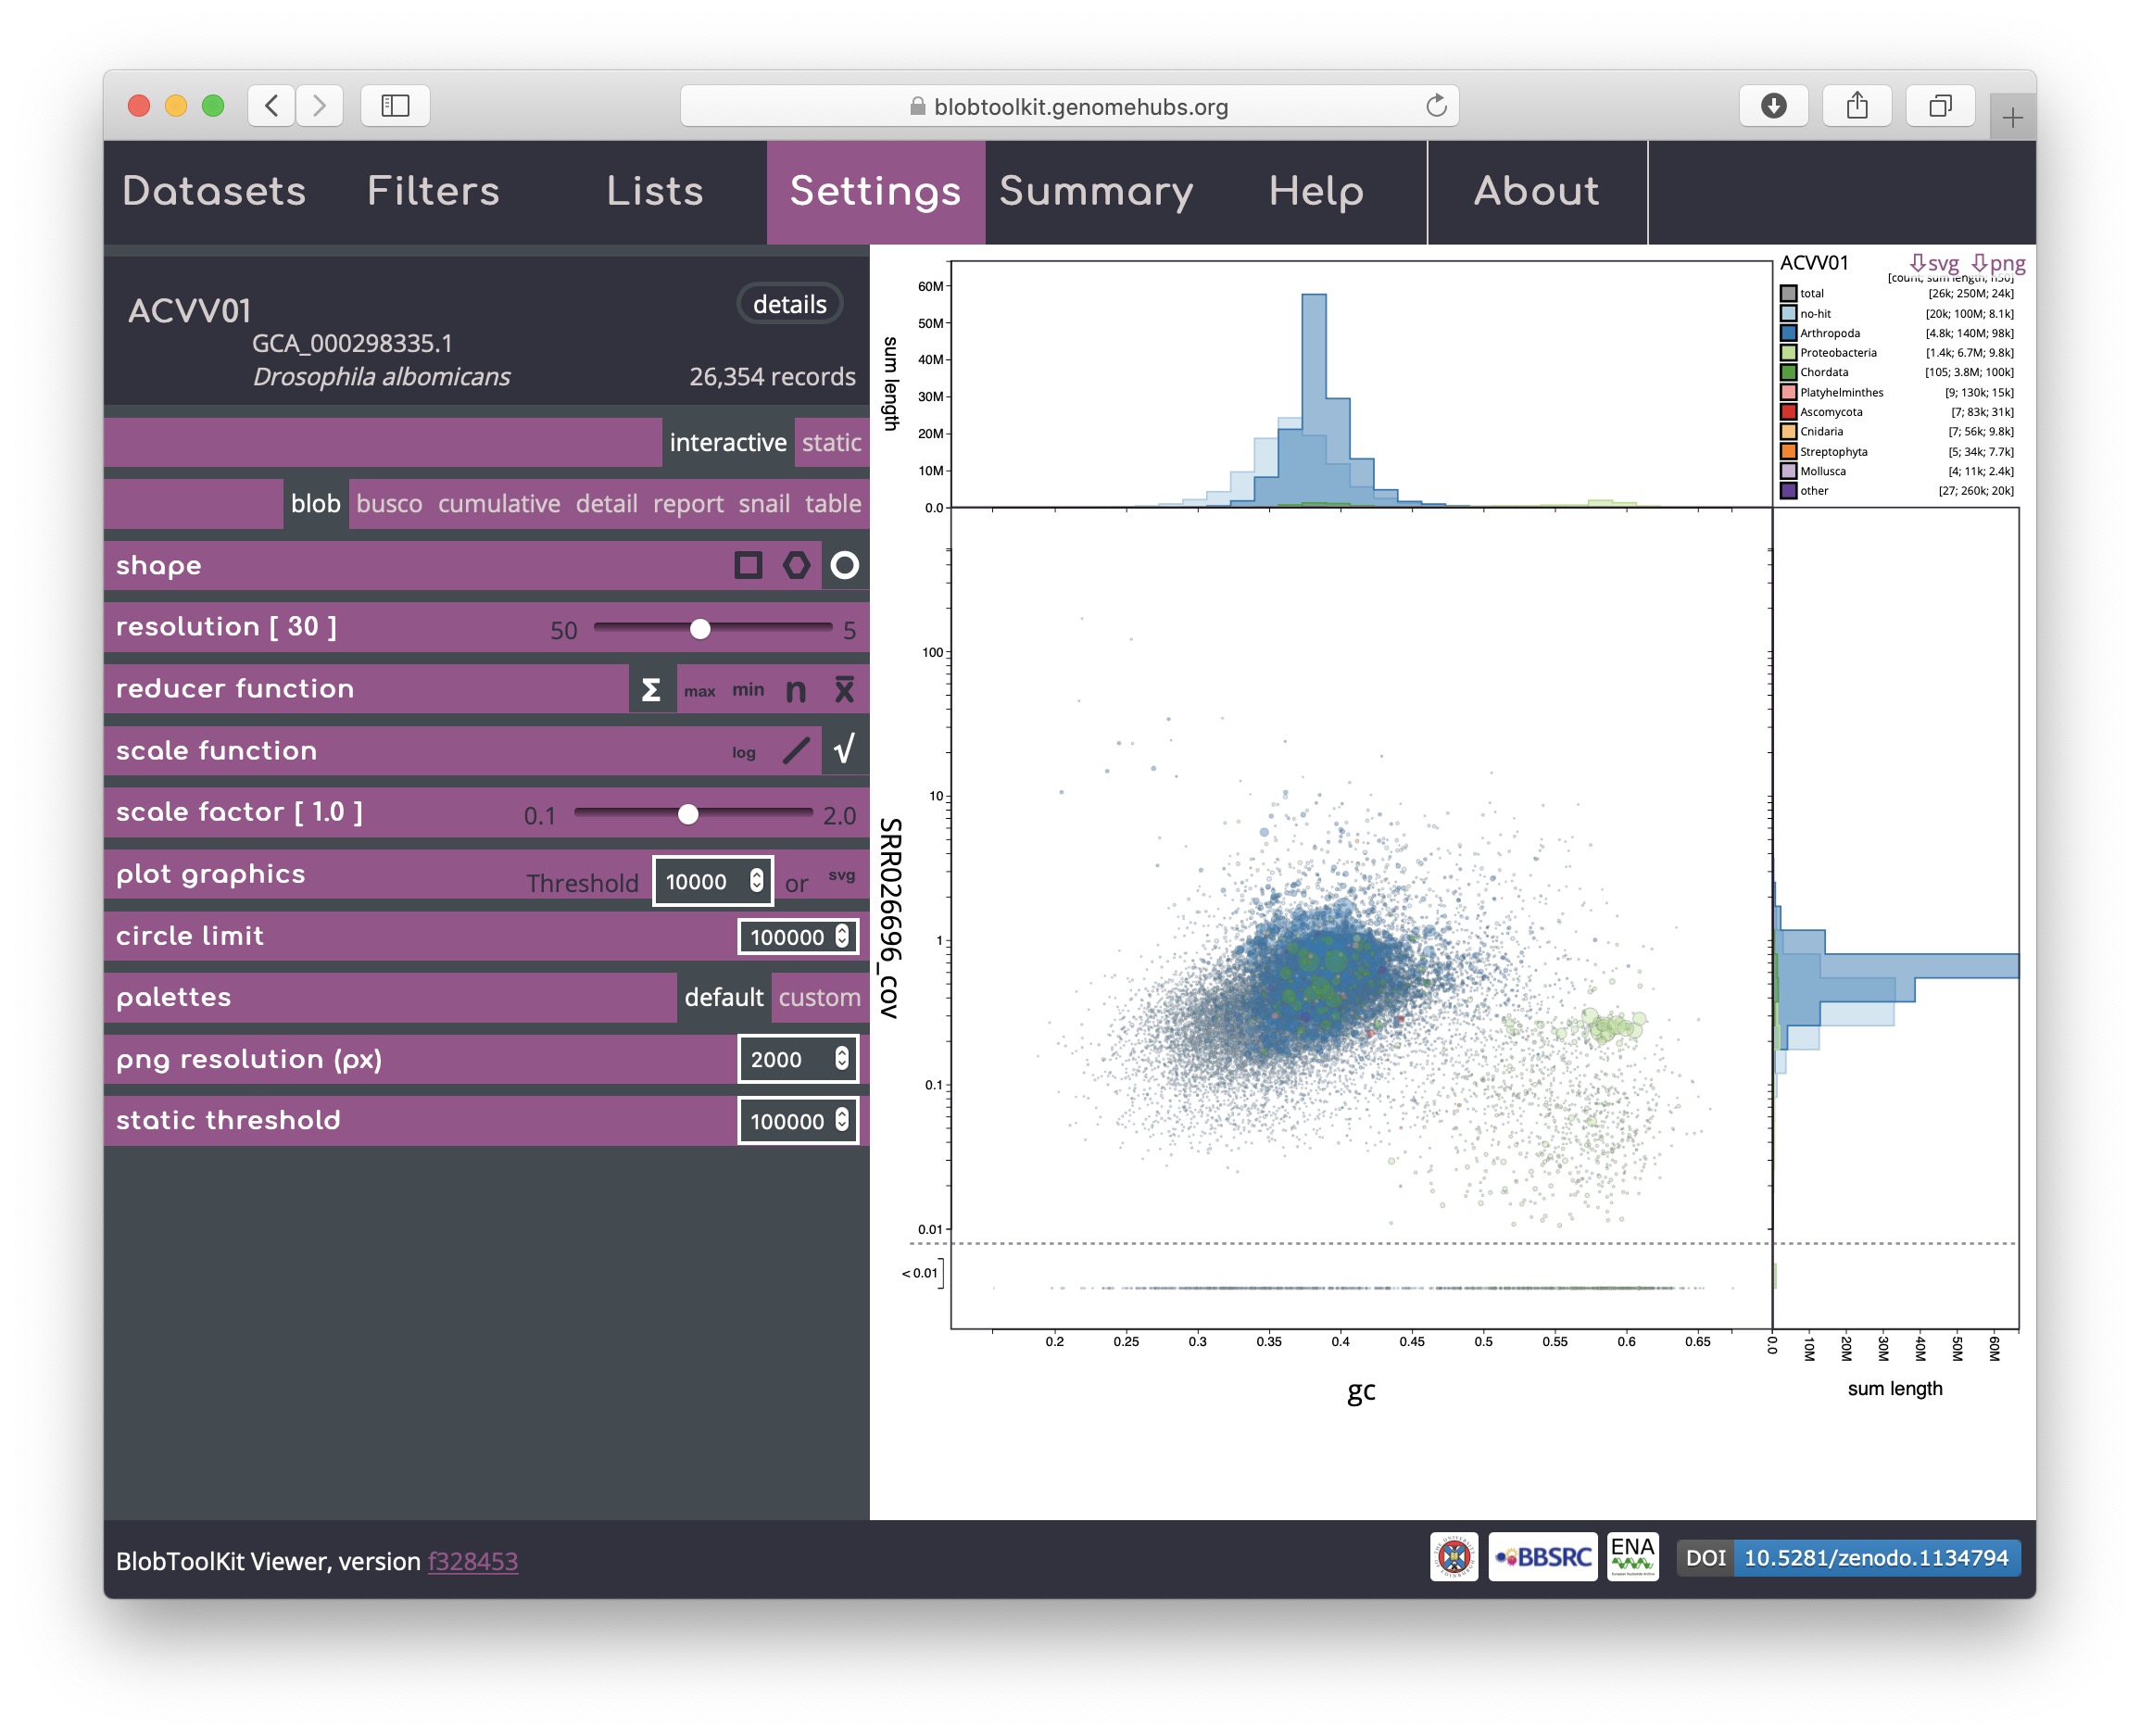 blobtoolkit.genomehubs.org
Datasets Filters Lists Settings Summary Help About
ACVV01 details
GCA_000298335.1
Drosophila albomicans 26,354 records
interactive static
blob busco cumulative detail report snail table
shape
resolution [ 30 ] 50 5
reducer function Σ max min n x̄
scale function log √
scale factor [ 1.0 ] 0.1 2.0
plot graphics Threshold 10000 or svg
circle limit 100000
palettes default custom
png resolution (px) 2000
static threshold 100000
sum length
60M
50M
40M
30M
20M
10M
0.0
ACVV01 svg png
[count; sum length; n50]
total [26k; 250M; 24k]
no-hit [20k; 100M; 8.1k]
Arthropoda [4.8k; 140M; 98k]
Proteobacteria [1.4k; 6.7M; 9.8k]
Chordata [105; 3.8M; 100k]
Platyhelminthes [9; 130k; 15k]
Ascomycota [7; 83k; 31k]
Cnidaria [7; 56k; 9.8k]
Streptophyta [5; 34k; 7.7k]
Mollusca [4; 11k; 2.4k]
other [27; 260k; 20k]
SRR026696_cov
100
10
1
0.1
0.01
< 0.01
0.2 0.25 0.3 0.35 0.4 0.45 0.5 0.55 0.6 0.65
gc
0.0 10M 20M 30M 40M 50M 60M
sum length
BlobToolKit Viewer, version f328453
BBSRC
ENA
DOI 10.5281/zenodo.1134794